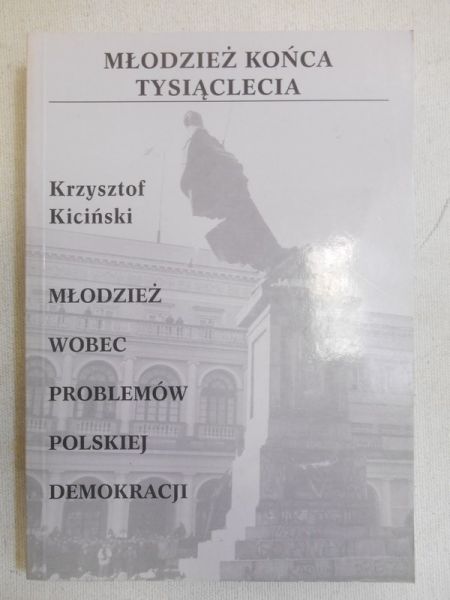 MŁODZIEŻ KOŃCA
TYSIĄCLECIA
Krzysztof
Kiciński
MŁODZIEŻ
WOBEC
PROBLEMÓW
POLSKIEJ
DEMOKRACJI